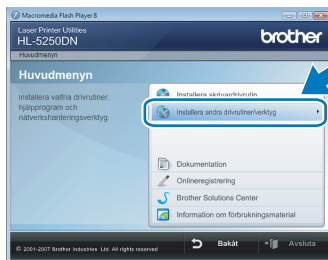 Macromedia Flash Player 8
Laser Printer Utilities
HL-5250DN
brother
Huvudmenyn
Huvudmenyn
Installera valfria drivrutiner,
hjälpprogram och
nätverkshanteringsverktyg.
Installera skrivardrivrutin
Installera andra drivrutiner/verktyg
Dokumentation
Onlineregistrering
Brother Solutions Center
Information om förbrukningsmaterial
© 2001-2007 Brother Industries Ltd. All rights reserved
Bakåt
Avsluta